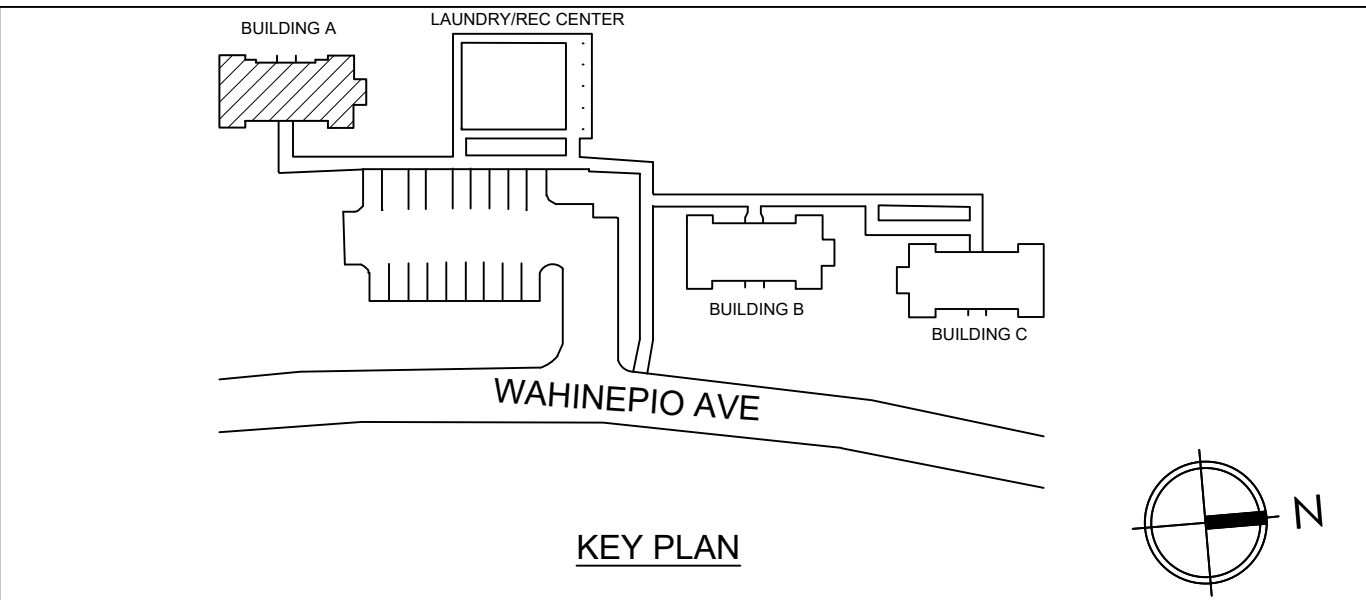 LAUNDRY/REC CENTER
BUILDING A
BUILDING B
BUILDING C
WAHINEPIO AVE
N
KEY PLAN